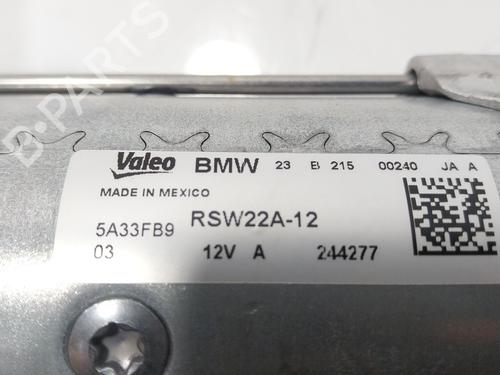 Valeo BMW 23 B 215 00240 JA A
MADE IN MEXICO
5A33FB9 RSW22A-12
03 12V A 244277
B-PARTS